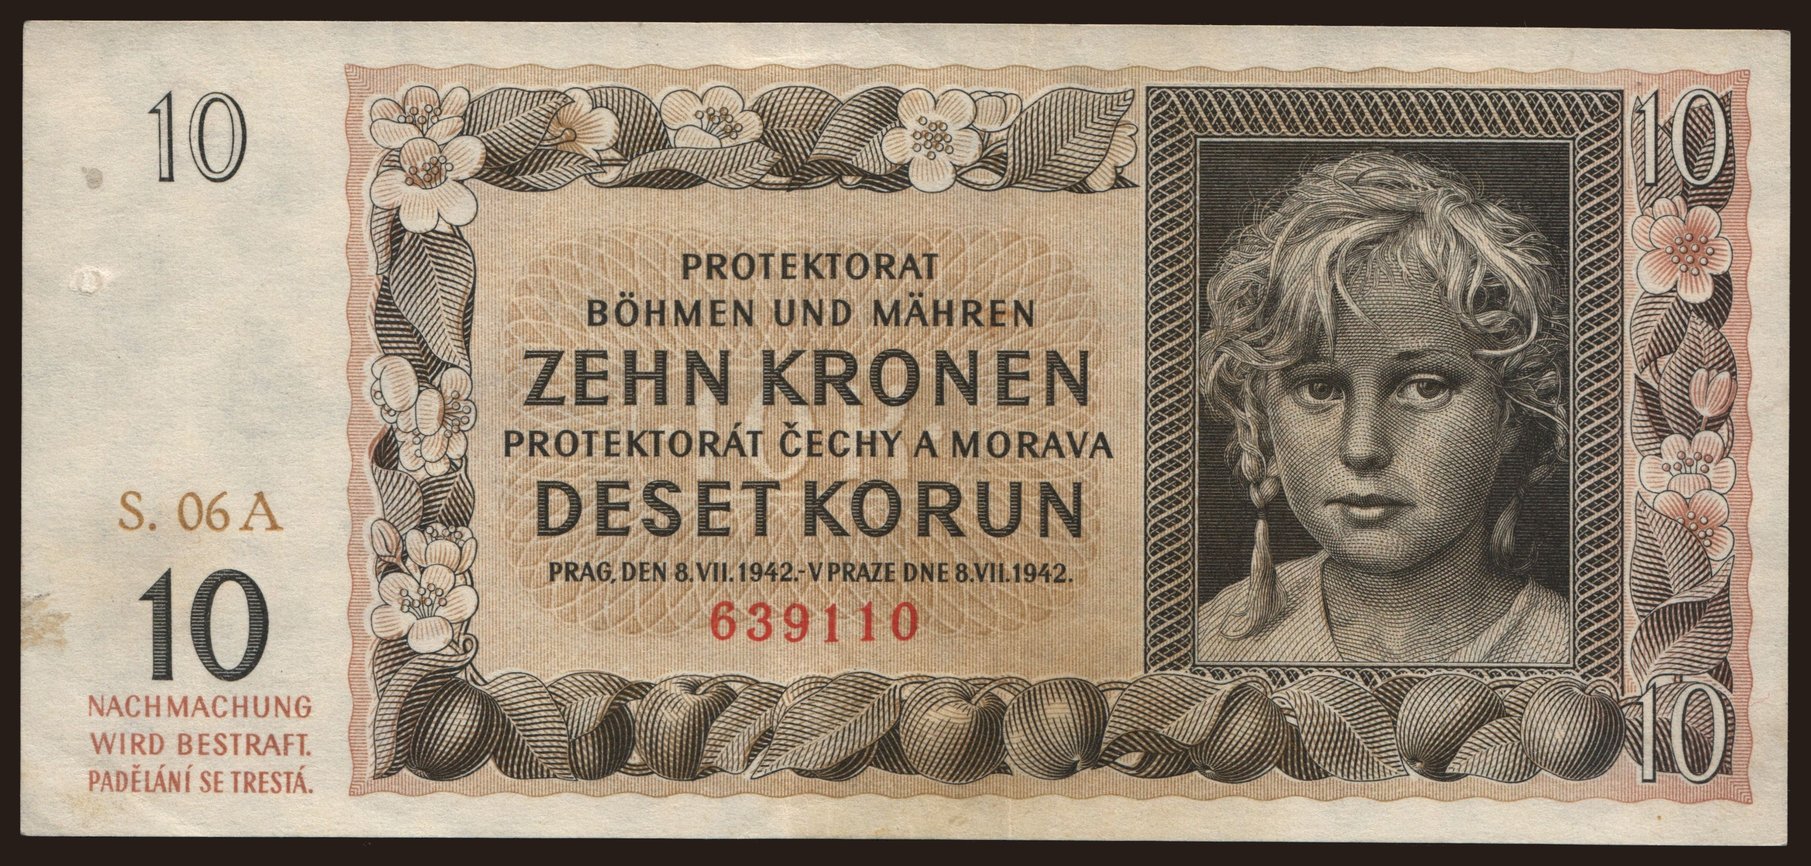 10
10
PROTEKTORAT
BÖHMEN UND MÄHREN
ZEHN KRONEN
PROTEKTORÁT ČECHY A MORAVA
DESET KORUN
PRAG, DEN 8.VII.1942.-V PRAZE DNE 8.VII.1942.
639110
S. 06 A
10
NACHMACHUNG
WIRD BESTRAFT.
PADĚLÁNÍ SE TRESTÁ.
10